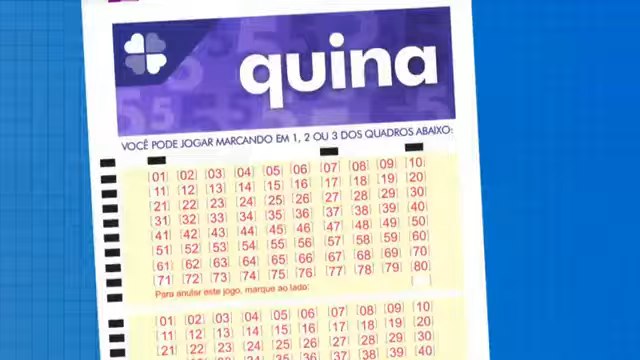 quina
VOCÊ PODE JOGAR MARCANDO EM 1, 2 OU 3 DOS QUADROS ABAIXO:
[01] [02] [03] [04] [05] [06] [07] [08] [09] [10]
[11] [12] [13] [14] [15] [16] [17] [18] [19] [20]
[21] [22] [23] [24] [25] [26] [27] [28] [29] [30]
[31] [32] [33] [34] [35] [36] [37] [38] [39] [40]
[41] [42] [43] [44] [45] [46] [47] [48] [49] [50]
[51] [52] [53] [54] [55] [56] [57] [58] [59] [60]
[61] [62] [63] [64] [65] [66] [67] [68] [69] [70]
[71] [72] [73] [74] [75] [76] [77] [78] [79] [80]
Para anular este jogo, marque ao lado: [ ]
[01] [02] [03] [04] [05] [06] [07] [08] [09] [10]
[11] [12] [13] [14] [15] [16] [17] [18] [19] [20]
[21] [22] [23] [24] [25] [26] [27] [28] [29] [30]
[37] [38] [39] [40]